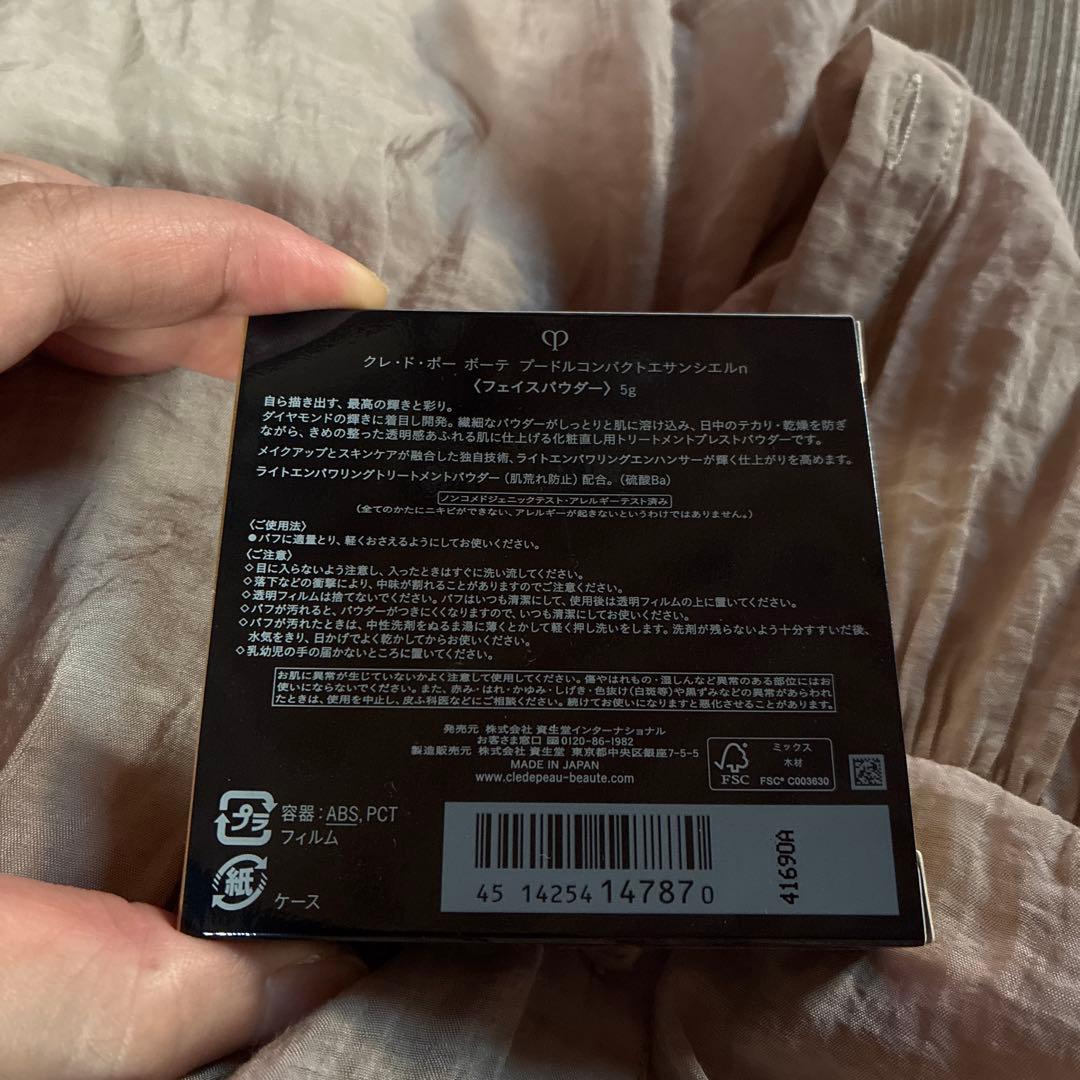 クレ・ド・ポー ボーテ プードルコンパクトエサンシエルn
〈フェイスパウダー〉5g
自ら描き出す、最高の輝きと彩り。
ダイヤモンドの輝きに着目し開発。繊細なパウダーがしっとりと肌に溶け込み、日中のテカリ・乾燥を防ぎ
ながら、きめの整った透明感あふれる肌に仕上げる化粧直し用トリートメントプレストパウダーです。
メイクアップとスキンケアが融合した独自技術、ライトエンパワリングエンハンサーが輝く仕上がりを高めます。
ライトエンパワリングトリートメントパウダー(肌荒れ防止)配合。(硫酸Ba)
ノンコメドジェニックテスト・アレルギーテスト済み
(全てのかたにニキビができない、アレルギーが起きないというわけではありません。)
〈ご使用法〉
●パフに適量とり、軽くおさえるようにしてお使いください。
〈ご注意〉
◇目に入らないよう注意し、入ったときはすぐに洗い流してください。
◇落下などの衝撃により、中味が割れることがありますのでご注意ください。
◇透明フィルムは捨てないでください。パフはいつも清潔にして、使用後は透明フィルムの上に置いてください。
◇パフが汚れると、パウダーがつきにくくなりますので、いつも清潔にしてお使いください。
◇パフが汚れたときは、中性洗剤をぬるま湯に薄くとかして軽く押し洗いをします。洗剤が残らないよう十分すすいだ後、
水気をきり、日かげでよく乾かしてからお使いください。
◇乳幼児の手の届かないところに置いてください。
お肌に異常が生じていないかよく注意して使用してください。傷やはれもの・湿しんなど異常のある部位にはお
使いにならないでください。また、赤み・はれ・かゆみ・しげき・色抜け(白斑等)や黒ずみなどの異常があらわれ
たときは、使用を中止し、皮ふ科医などにご相談ください。続けてお使いになりますと悪化させることがあります。
発売元 株式会社 資生堂インターナショナル
お客さま窓口 0120-86-1982
製造販売元 株式会社 資生堂 東京都中央区銀座7-5-5
MADE IN JAPAN
www.cledepeau-beaute.com
FSC
ミックス
木材
FSC® C003630
プラ
容器:ABS, PCT
フィルム
紙
ケース
45 14254 14787 0
4169OA